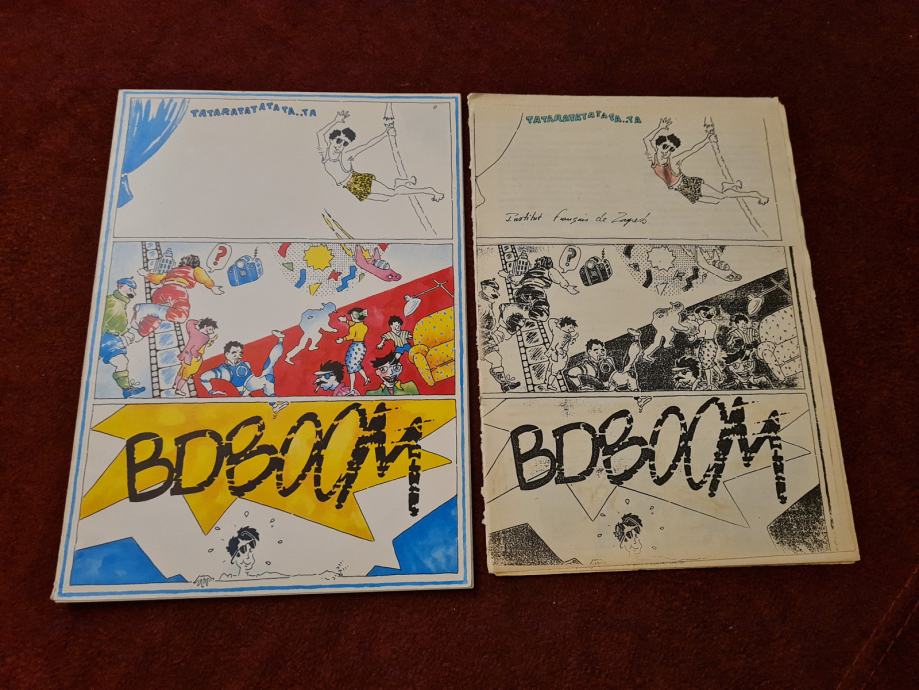 TATARATATATATA..TA
?
BDBOOM
TATARATATATATA..TA
Institut Français de Zagreb
?
BDBOOM